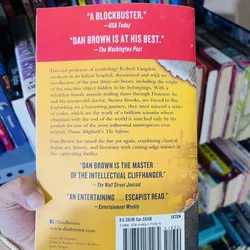 "A BLOCKBUSTER."
—USA Today
"DAN BROWN IS AT HIS BEST."
—The Washington Post
Harvard professor of symbology Robert Langdon
awakens in an Italian hospital, disoriented and with no
recollection of the past thirty-six hours, including the origin
of the macabre object hidden in his belongings. With a
relentless female assassin trailing them through Florence, he
and his resourceful doctor, Sienna Brooks, are forced to flee.
Embarking on a harrowing journey, they must unravel a series
of codes, which are the work of a brilliant scientist whose
obsession with the end of the world is matched only by his
passion for one of the most influential masterpieces ever
written, Dante Alighieri's The Inferno.
Dan Brown has raised the bar yet again, combining classical
Italian art, history, and literature with cutting-edge science in
this captivating thriller.
"DAN BROWN IS THE MASTER
OF THE INTELLECTUAL CLIFFHANGER."
—The Wall Street Journal
"AN ENTERTAINING . . . ESCAPIST READ."
—Entertainment Weekly
/DanBrown
www.danbrown.com